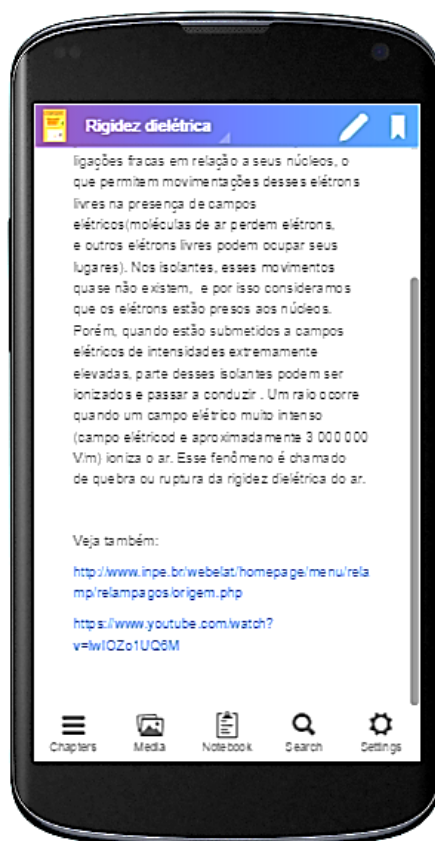 Rigidez dielétrica
ligações fracas em relação a seus núcleos, o
que permitem movimentações desses elétrons
livres na presença de campos
elétricos(moléculas de ar perdem elétrons,
e outros elétrons livres podem ocupar seus
lugares). Nos isolantes, esses movimentos
quase não existem, e por isso consideramos
que os elétrons estão presos aos núcleos.
Porém, quando estão submetidos a campos
elétricos de intensidades extremamente
elevadas, parte desses isolantes podem ser
ionizados e passar a conduzir . Um raio ocorre
quando um campo elétrico muito intenso
(campo elétricod e aproximadamente 3 000 000
V/m) ioniza o ar. Esse fenômeno é chamado
de quebra ou ruptura da rigidez dielétrica do ar.
Veja também:
http://www.inpe.br/webelat/homepage/menu/rela
mp/relampagos/origem.php
https://www.youtube.com/watch?
v=lwIOZo1UQ6M
Chapters Media Notebook Search Settings